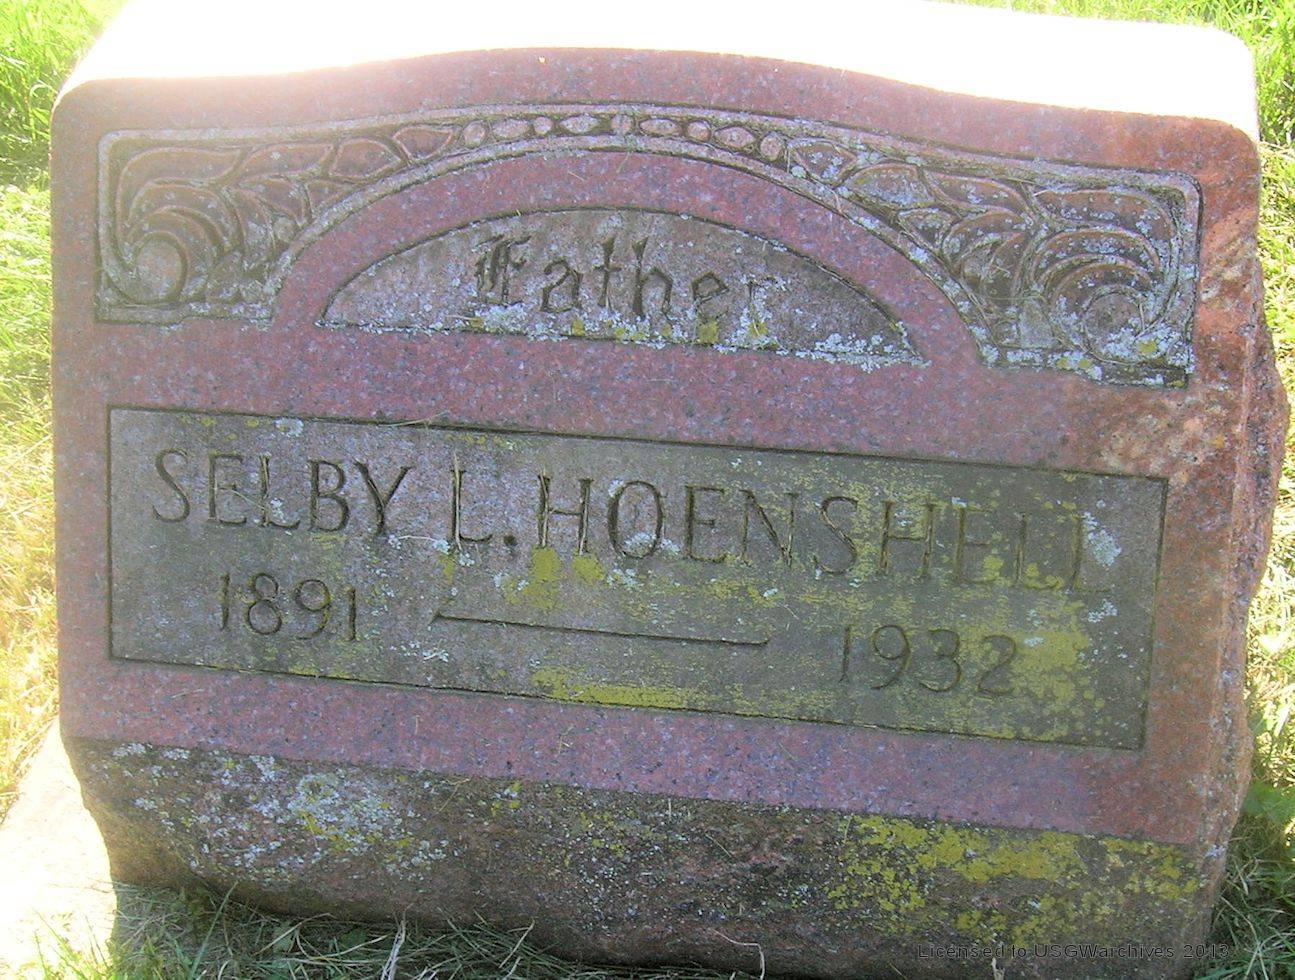 Father
SELBY L. HOENSHELL
1891 — 1932
Licensed to USGWarchives 2013